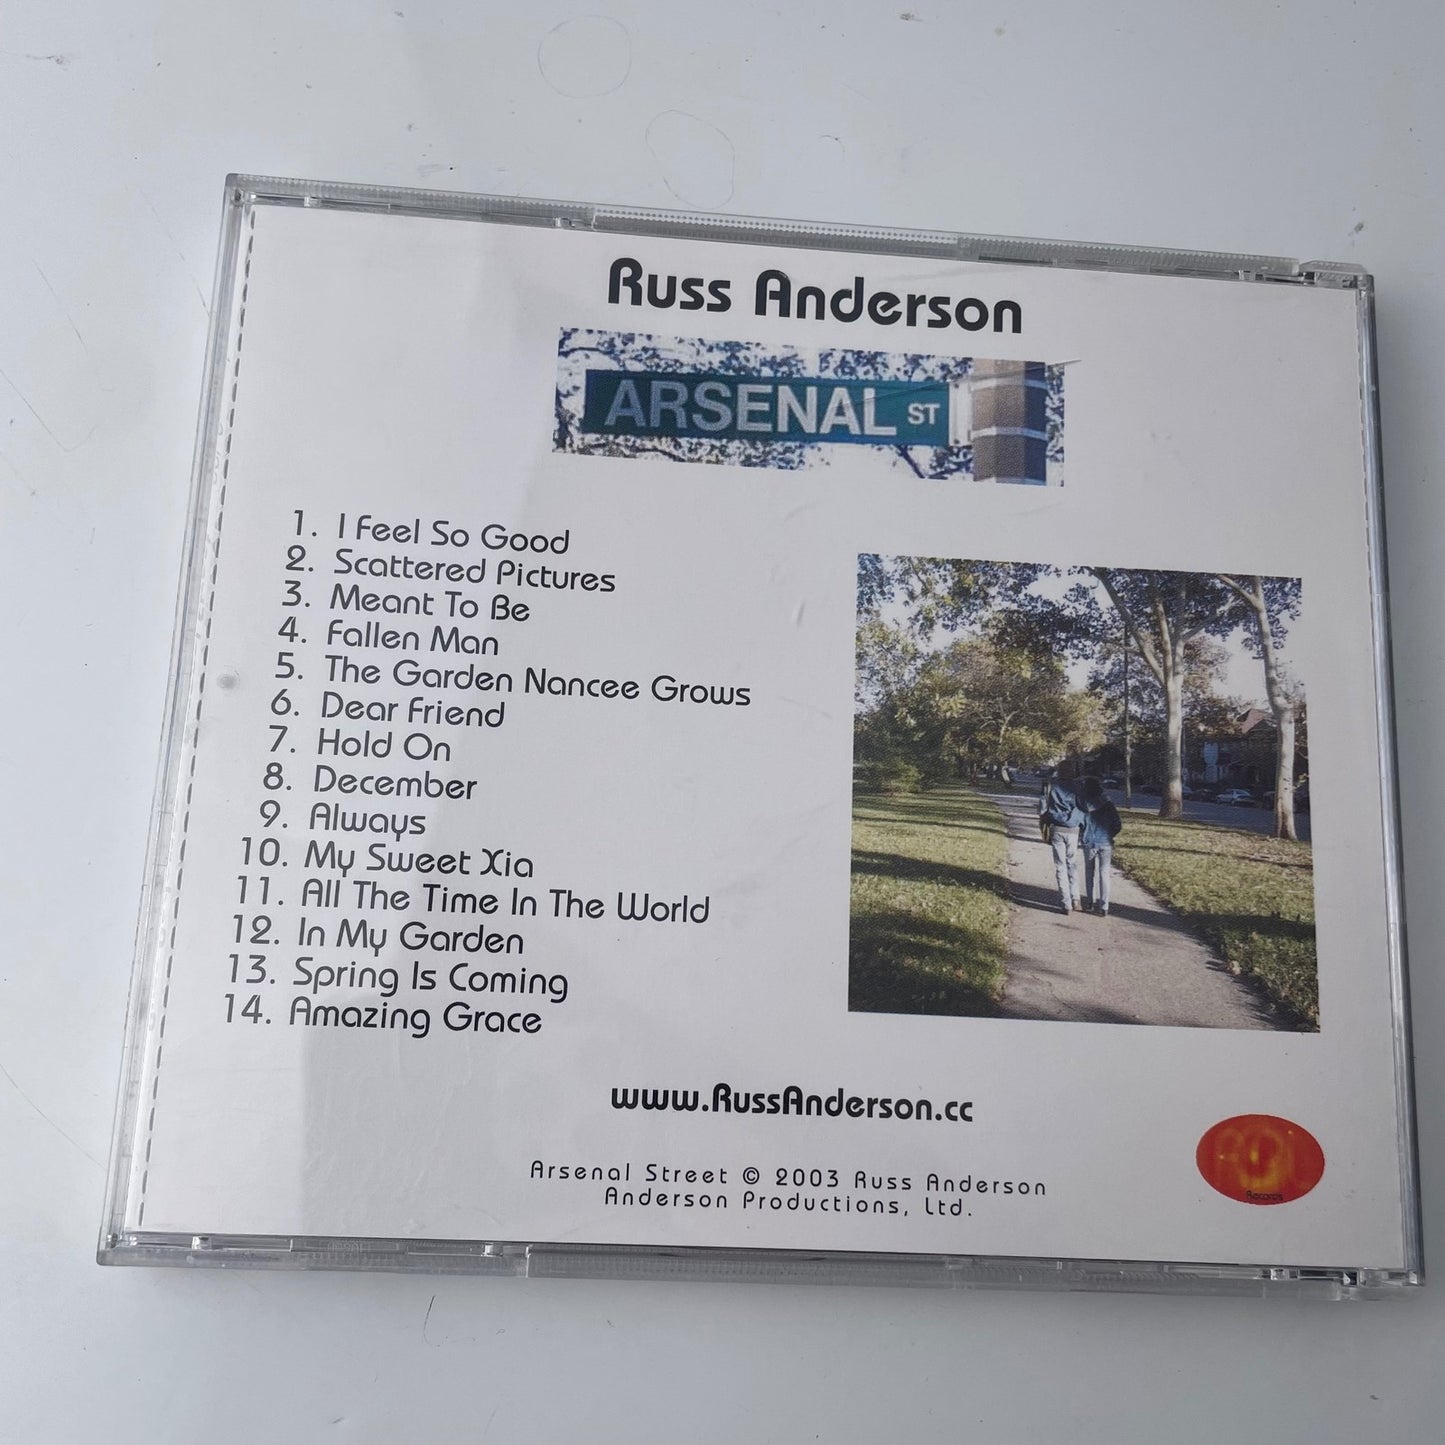 Russ Anderson
ARSENAL ST
1. I Feel So Good
2. Scattered Pictures
3. Meant To Be
4. Fallen Man
5. The Garden Nancee Grows
6. Dear Friend
7. Hold On
8. December
9. Always
10. My Sweet Xia
11. All The Time In The World
12. In My Garden
13. Spring Is Coming
14. Amazing Grace
www.RussAnderson.cc
Arsenal Street © 2003 Russ Anderson
Anderson Productions, Ltd.
Records